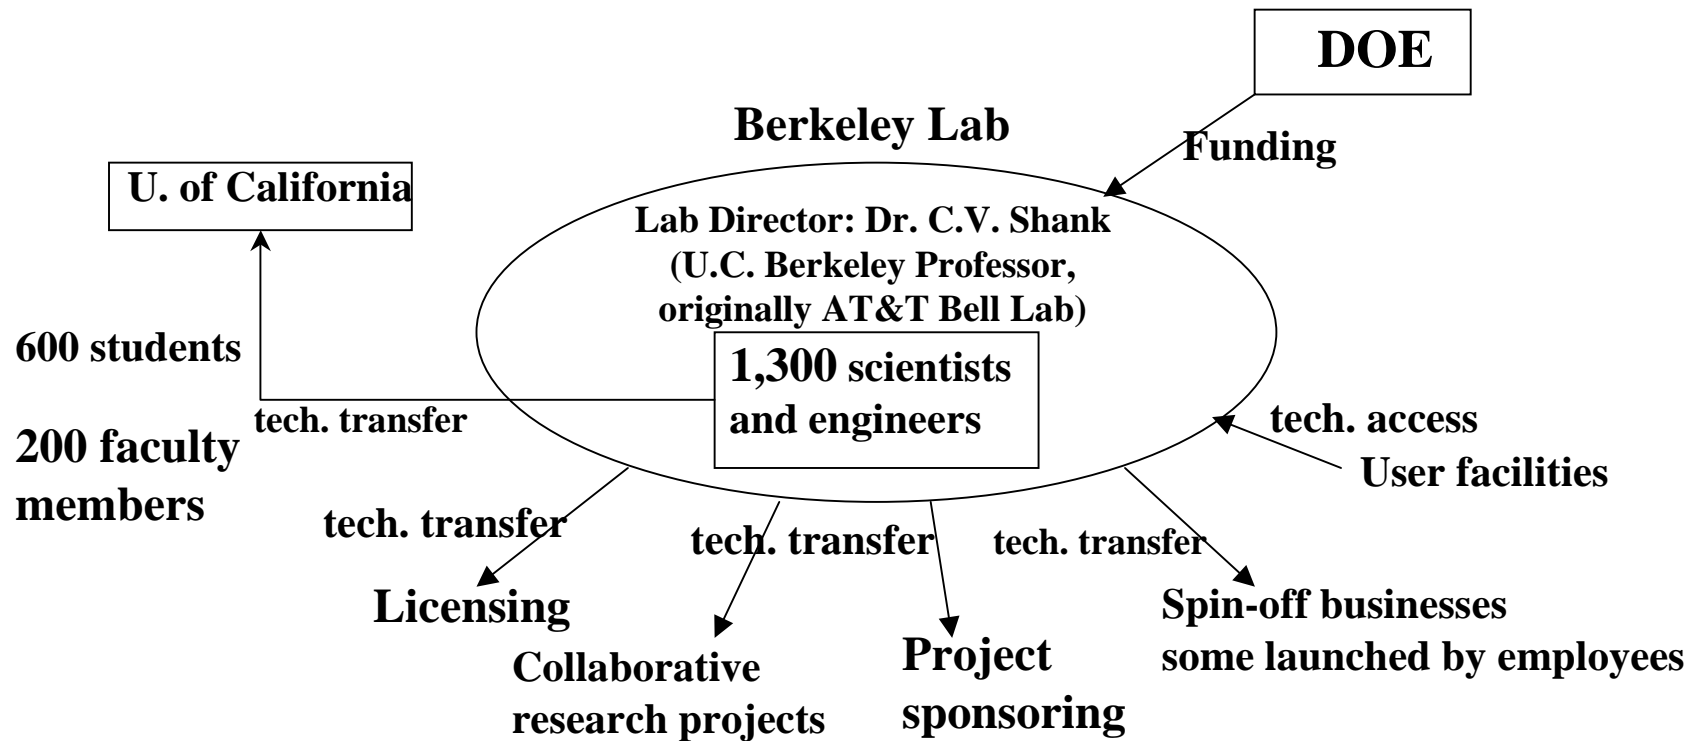 DOE
Berkeley Lab
Funding
U. of California
Lab Director: Dr. C.V. Shank
(U.C. Berkeley Professor,
originally AT&T Bell Lab)
600 students
1,300 scientists
and engineers
tech. transfer
200 faculty
members
tech. access
User facilities
tech. transfer
tech. transfer
tech. transfer
Licensing
Collaborative
research projects
Project
sponsoring
Spin-off businesses
some launched by employees